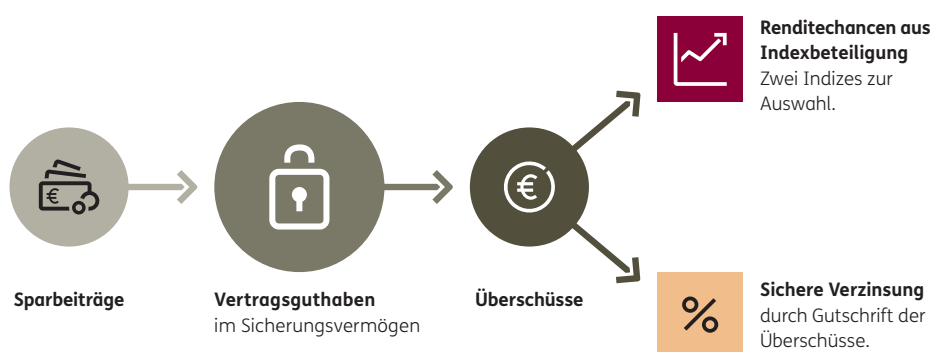 Renditechancen aus
Indexbeteiligung
Zwei Indizes zur
Auswahl.
€
€
Sparbeiträge
Vertragsguthaben
im Sicherungsvermögen
Überschüsse
%
Sichere Verzinsung
durch Gutschrift der
Überschüsse.